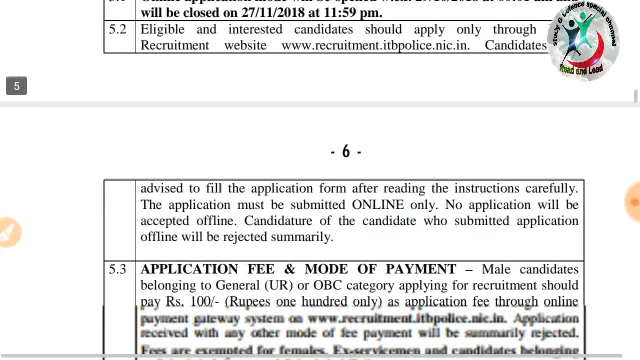 will be closed on 27/11/2018 at 11:59 pm.
5.2 Eligible and interested candidates should apply only through
Recruitment website www.recruitment.itbpolice.nic.in. Candidates
Study & Defence special channel
Read and Lead
5
- 6 -
advised to fill the application form after reading the instructions carefully.
The application must be submitted ONLINE only. No application will be
accepted offline. Candidature of the candidate who submitted application
offline will be rejected summarily.
5.3 APPLICATION FEE & MODE OF PAYMENT – Male candidates
belonging to General (UR) or OBC category applying for recruitment should
pay Rs. 100/- (Rupees one hundred only) as application fee through online
payment gateway system on www.recruitment.itbpolice.nic.in. Application
received with any other mode of fee payment will be summarily rejected.
Fees are exempted for females, Ex-servicemen and candidates belonging